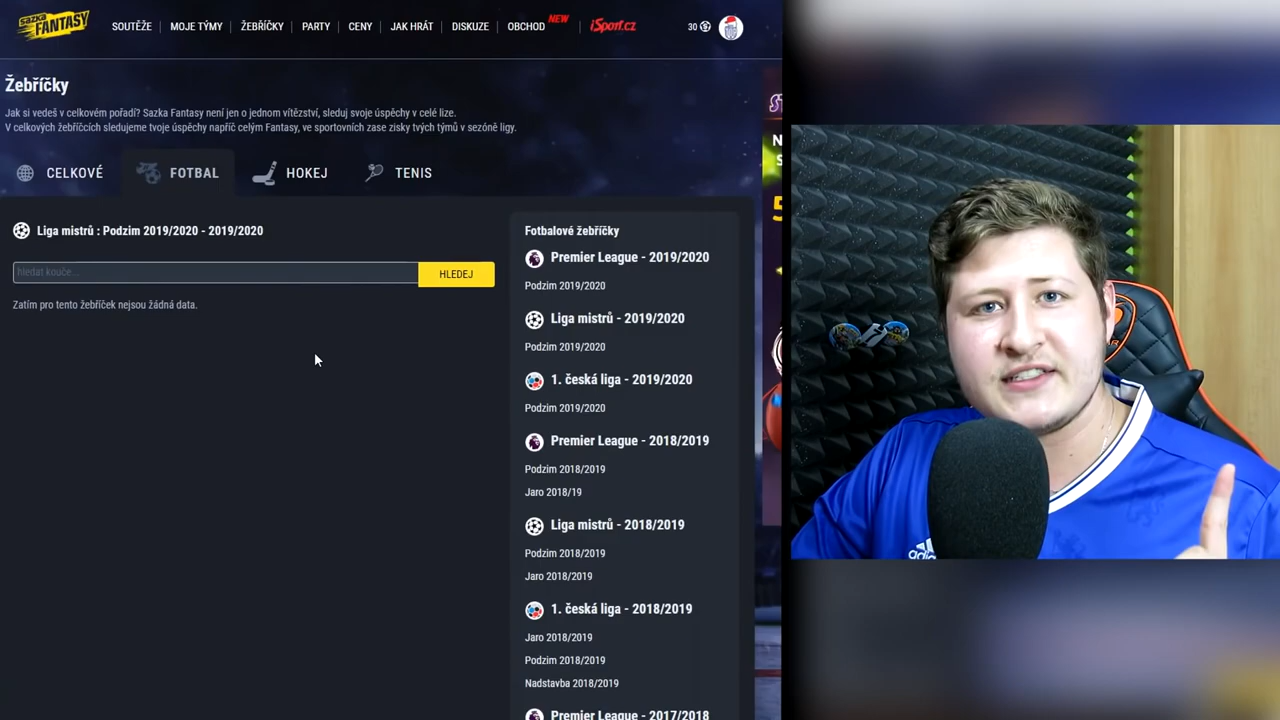 sazka FANTASY
SOUTĚŽE MOJE TÝMY ŽEBŘÍČKY PARTY CENY JAK HRÁT DISKUZE OBCHOD NEW iSport.cz 30
Žebříčky
Jak si vedeš v celkovém pořadí? Sazka Fantasy není jen o jednom vítězství, sleduj svoje úspěchy v celé lize.
V celkových žebříčcích sledujeme tvoje úspěchy napříč celým Fantasy, ve sportovních zase zisky tvých týmů v sezóně ligy.
CELKOVÉ FOTBAL HOKEJ TENIS
Liga mistrů : Podzim 2019/2020 - 2019/2020
hledat kouče...
HLEDEJ
Zatím pro tento žebříček nejsou žádná data.
Fotbalové žebříčky
Premier League - 2019/2020
Podzim 2019/2020
Liga mistrů - 2019/2020
Podzim 2019/2020
1. česká liga - 2019/2020
Podzim 2019/2020
Premier League - 2018/2019
Podzim 2018/2019
Jaro 2018/19
Liga mistrů - 2018/2019
Podzim 2018/2019
Jaro 2018/2019
1. česká liga - 2018/2019
Jaro 2018/2019
Podzim 2018/2019
Nadstavba 2018/2019
Premier League - 2017/2018
adidas